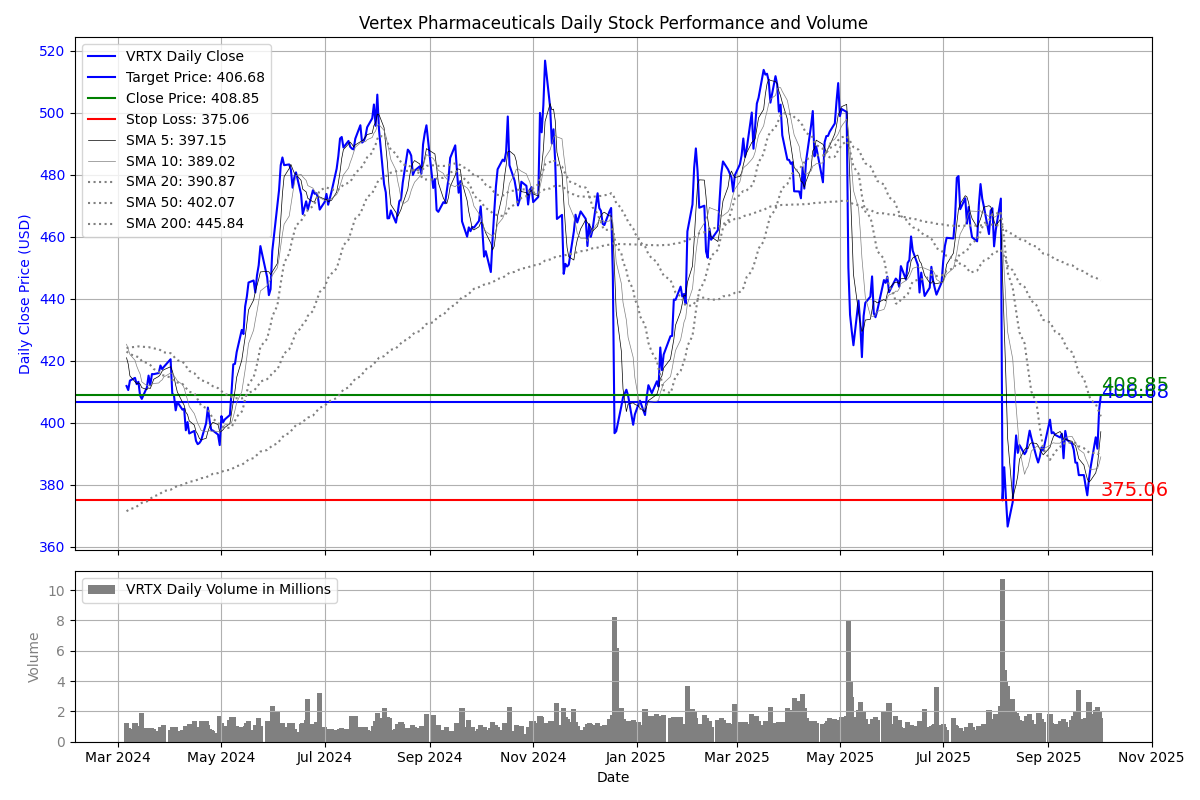 Vertex Pharmaceuticals Daily Stock Performance and Volume
VRTX Daily Close
Target Price: 406.68
Close Price: 408.85
Stop Loss: 375.06
SMA 5: 397.15
SMA 10: 389.02
SMA 20: 390.87
SMA 50: 402.07
SMA 200: 445.84
Daily Close Price (USD)
520
500
480
460
440
420
400
380
360
408.85
406.68
375.06
VRTX Daily Volume in Millions
Volume
10
8
6
4
2
0
Mar 2024 May 2024 Jul 2024 Sep 2024 Nov 2024 Jan 2025 Mar 2025 May 2025 Jul 2025 Sep 2025 Nov 2025
Date